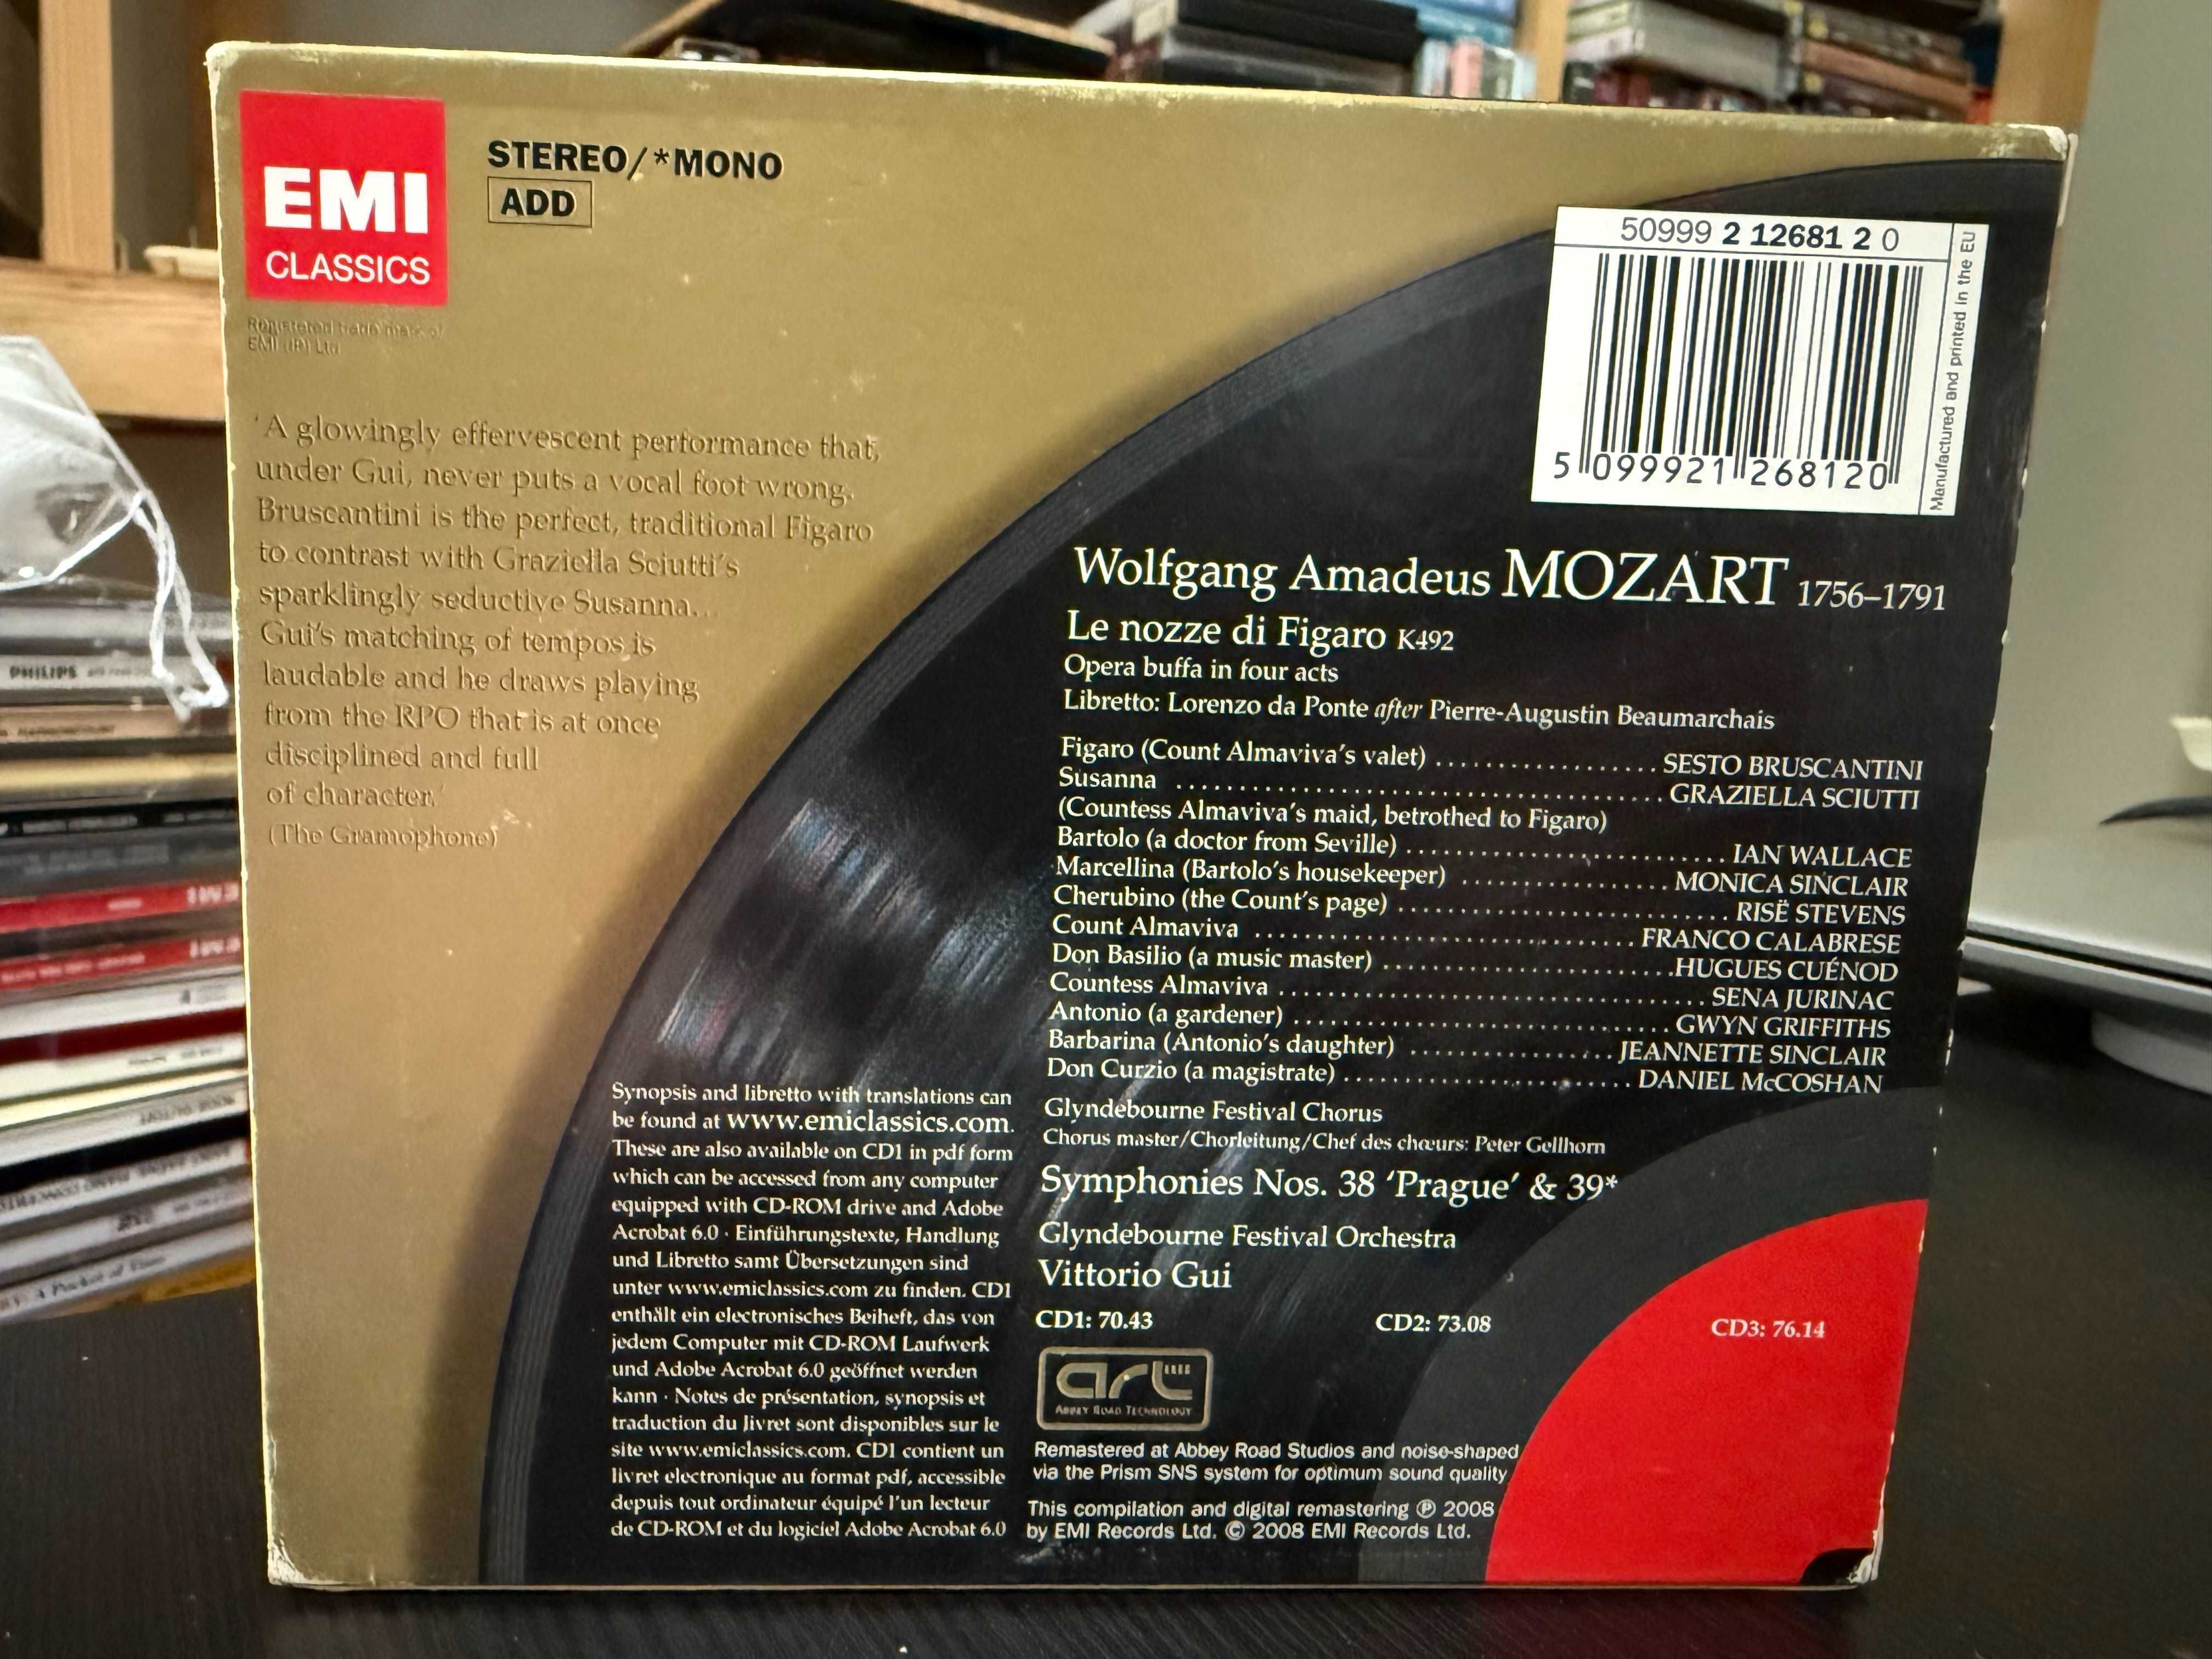 EMI
CLASSICS
Registered trade mark of
EMI (IP) Ltd
STEREO/*MONO
ADD
50999 2 12681 2 0
5 099921 268120
Manufactured and printed in the EU
'A glowingly effervescent performance that,
under Gui, never puts a vocal foot wrong.
Bruscantini is the perfect, traditional Figaro
to contrast with Graziella Sciutti's
sparklingly seductive Susanna...
Gui's matching of tempos is
laudable and he draws playing
from the RPO that is at once
disciplined and full
of character.'
(The Gramophone)
Wolfgang Amadeus MOZART 1756–1791
Le nozze di Figaro K492
Opera buffa in four acts
Libretto: Lorenzo da Ponte after Pierre-Augustin Beaumarchais
Figaro (Count Almaviva's valet) .................. SESTO BRUSCANTINI
Susanna ........................................ GRAZIELLA SCIUTTI
(Countess Almaviva's maid, betrothed to Figaro)
Bartolo (a doctor from Seville) .......................... IAN WALLACE
Marcellina (Bartolo's housekeeper) ................ MONICA SINCLAIR
Cherubino (the Count's page) ........................... RISË STEVENS
Count Almaviva ............................... FRANCO CALABRESE
Don Basilio (a music master) ....................... HUGUES CUÉNOD
Countess Almaviva .................................. SENA JURINAC
Antonio (a gardener) .............................. GWYN GRIFFITHS
Barbarina (Antonio's daughter) ................ JEANNETTE SINCLAIR
Don Curzio (a magistrate) ....................... DANIEL McCOSHAN
Glyndebourne Festival Chorus
Chorus master/Chorleitung/Chef des chœurs: Peter Gellhorn
Symphonies Nos. 38 'Prague' & 39*
Glyndebourne Festival Orchestra
Vittorio Gui
CD1: 70.43 CD2: 73.08 CD3: 76.14
art
ABBEY ROAD TECHNOLOGY
Remastered at Abbey Road Studios and noise-shaped
via the Prism SNS system for optimum sound quality
This compilation and digital remastering ℗ 2008
by EMI Records Ltd. © 2008 EMI Records Ltd.
Synopsis and libretto with translations can
be found at www.emiclassics.com.
These are also available on CD1 in pdf form
which can be accessed from any computer
equipped with CD-ROM drive and Adobe
Acrobat 6.0 · Einführungstexte, Handlung
und Libretto samt Übersetzungen sind
unter www.emiclassics.com zu finden. CD1
enthält ein electronisches Beiheft, das von
jedem Computer mit CD-ROM Laufwerk
und Adobe Acrobat 6.0 geöffnet werden
kann · Notes de présentation, synopsis et
traduction du livret sont disponibles sur le
site www.emiclassics.com. CD1 contient un
livret electronique au format pdf, accessible
depuis tout ordinateur équipé l'un lecteur
de CD-ROM et du logiciel Adobe Acrobat 6.0
PHILIPS
EMI
EMI